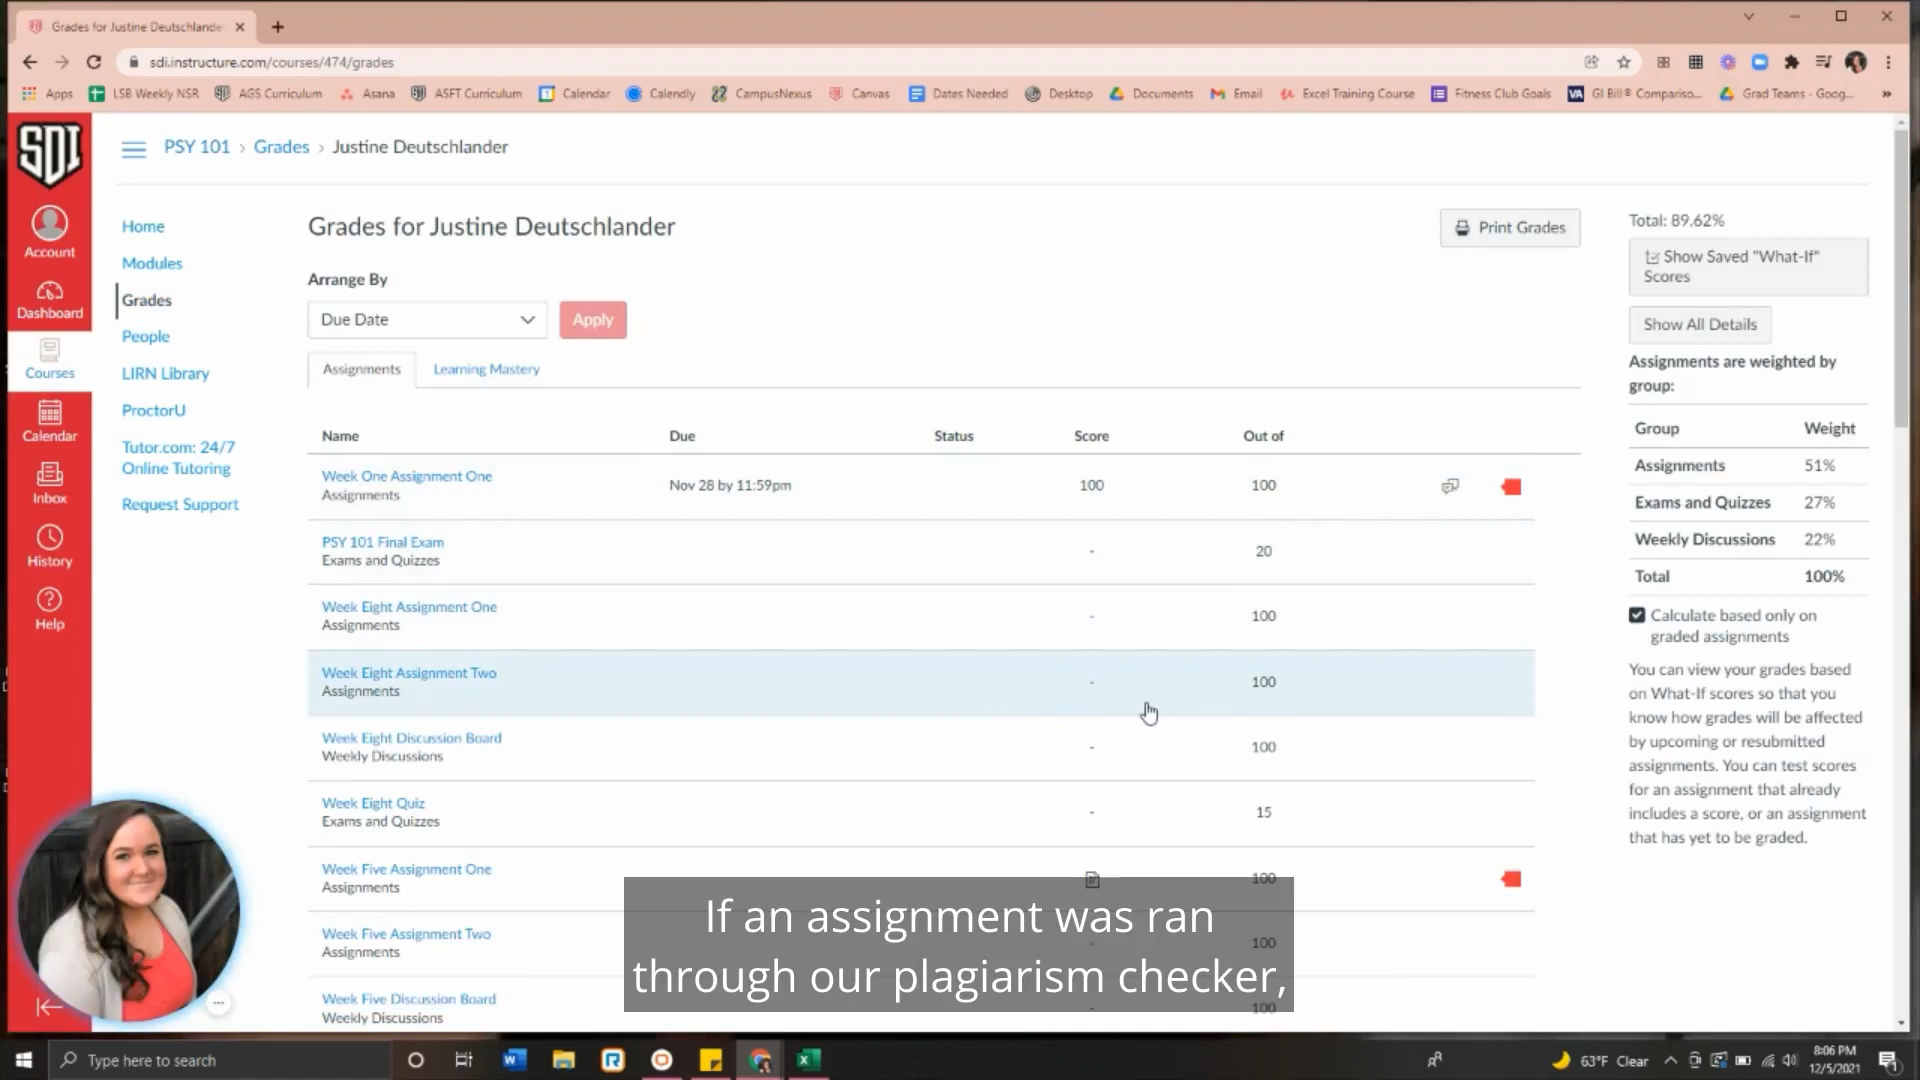 Grades for Justine Deutschlande
sdi.instructure.com/courses/474/grades
Apps
LSB Weekly NSR
AGS Curriculum
Asana
ASFT Curriculum
Calendar
Calendly
CampusNexus
Canvas
Dates Needed
Desktop
Documents
Email
Excel Training Course
Fitness Club Goals
VA
GI Bill® Compariso...
Grad Teams - Goog...
SDI
PSY 101 › Grades › Justine Deutschlander
Account
Dashboard
Courses
Calendar
Inbox
History
Help
Home
Modules
Grades
People
LIRN Library
ProctorU
Tutor.com: 24/7
Online Tutoring
Request Support
Grades for Justine Deutschlander
Print Grades
Arrange By
Due Date
Apply
Assignments
Learning Mastery
Name Due Status Score Out of
Week One Assignment One
Assignments
Nov 28 by 11:59pm 100 100
PSY 101 Final Exam
Exams and Quizzes
- 20
Week Eight Assignment One
Assignments
- 100
Week Eight Assignment Two
Assignments
- 100
Week Eight Discussion Board
Weekly Discussions
- 100
Week Eight Quiz
Exams and Quizzes
- 15
Week Five Assignment One
Assignments
100
Week Five Assignment Two
Assignments
- 100
Week Five Discussion Board
Weekly Discussions
- 100
Total: 89.62%
Show Saved "What-If"
Scores
Show All Details
Assignments are weighted by
group:
Group Weight
Assignments 51%
Exams and Quizzes 27%
Weekly Discussions 22%
Total 100%
Calculate based only on
graded assignments
You can view your grades based
on What-If scores so that you
know how grades will be affected
by upcoming or resubmitted
assignments. You can test scores
for an assignment that already
includes a score, or an assignment
that has yet to be graded.
If an assignment was ran
through our plagiarism checker,
Type here to search
63°F Clear
8:06 PM
12/5/2021